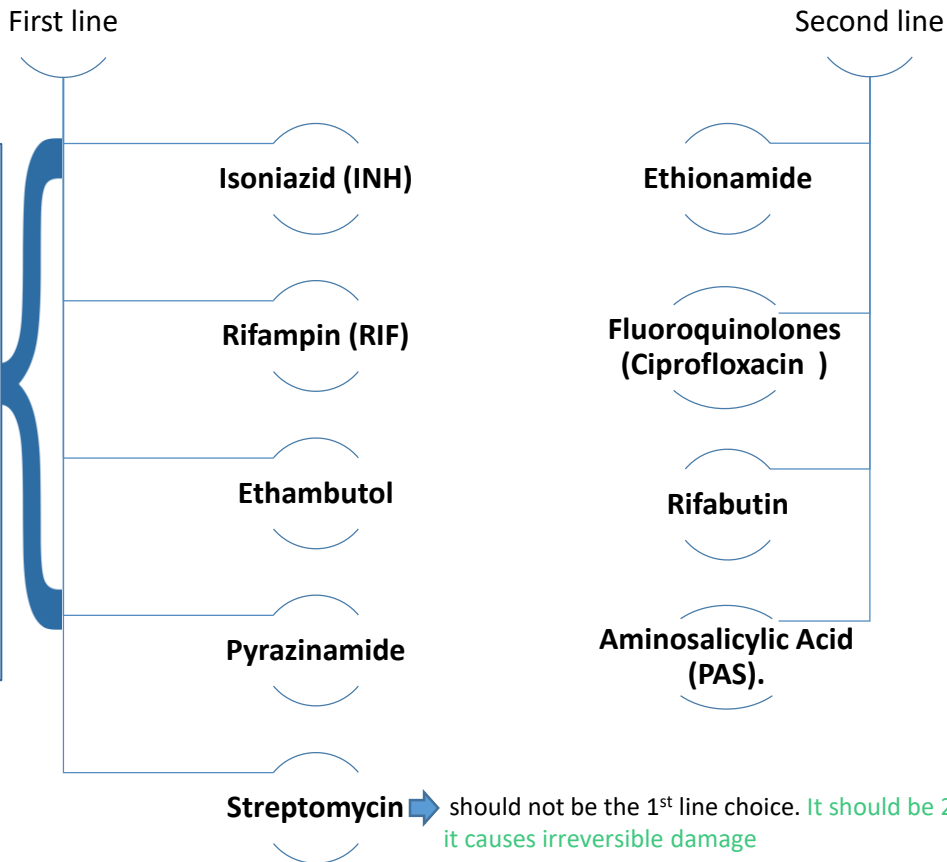 First line
Isoniazid (INH)
Rifampin (RIF)
Ethambutol
Pyrazinamide
Streptomycin should not be the 1st line choice. It should be 2
it causes irreversible damage
Second line
Ethionamide
Fluoroquinolones
(Ciprofloxacin )
Rifabutin
Aminosalicylic Acid
(PAS).